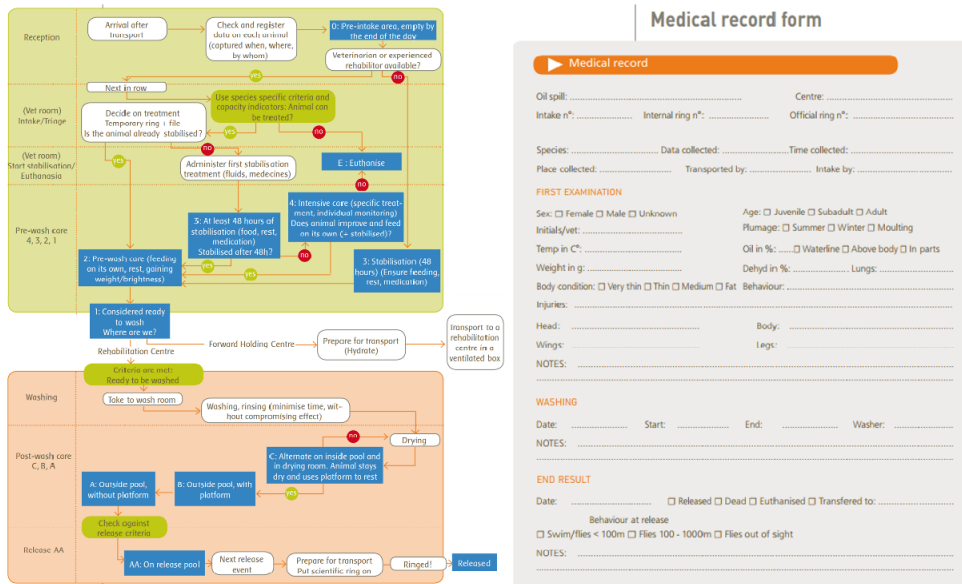 Reception
Arrival after
transport
Check and register
data on each animal
(captured when, where,
by whom)
0: Pre-intake area, empty by
the end of the day
Veterinarian or experienced
rehabilitor available?
yes
no
Next in row
(Vet room)
Intake/Triage
Decide on treatment
Temporary ring + file
Is the animal already stabilised?
Use species specific criteria and
capacity indicators: Animal can
be treated?
yes
no
(Vet room)
Start stabilisation/
Euthanasia
yes
no
Administer first stabilisation
treatment (fluids, medecines)
E : Euthanise
no
Pre-wash care
4, 3, 2, 1
3: At least 48 hours of
stabilisation (food, rest,
medication)
Stabilised after 48h?
4: Intensive care (specific treat-
ment, individual monitoring)
Does animal improve and feed
on its own (+ stabilised)?
no
yes
yes
2: Pre-wash care (feeding
on its own, rest, gaining
weight/brightness)
3: Stabilisation (48
hours) (Ensure feeding,
rest, medication)
1: Considered ready
to wash
Where are we?
Rehabilitation Centre
Forward Holding Centre
Prepare for transport
(Hydrate)
Transport to a
rehabilitation
centre in a
ventilated box
Criteria are met:
Ready to be washed
Washing
Take to wash room
Washing, rinsing (minimise time, wit-
hout compromising effect)
no
Drying
Post-wash care
C, B, A
C: Alternate on inside pool and
in drying room. Animal stays
dry and uses platform to rest
yes
B: Outside pool, with
platform
A: Outside pool,
without platform
Check against
release criteria
Release AA
AA: On release pool
Next release
event
Prepare for transport
Put scientific ring on
Ringed!
Released
Medical record form
Medical record
Oil spill: Centre:
Intake n°: Internal ring n°: Official ring n°:
Species: Data collected: Time collected:
Place collected: Transported by: Intake by:
FIRST EXAMINATION
Sex: ☐ Female ☐ Male ☐ Unknown Age: ☐ Juvenile ☐ Subadult ☐ Adult
Initials/vet: Plumage: ☐ Summer ☐ Winter ☐ Moulting
Temp in C°: Oil in %: ☐ Waterline ☐ Above body ☐ In parts
Weight in g: Dehyd in %: Lungs:
Body condition: ☐ Very thin ☐ Thin ☐ Medium ☐ Fat Behaviour:
Injuries:
Head: Body:
Wings: Legs:
NOTES:
WASHING
Date: Start: End: Washer:
NOTES:
END RESULT
Date: ☐ Released ☐ Dead ☐ Euthanised ☐ Transfered to:
Behaviour at release
☐ Swim/flies < 100m ☐ Flies 100 - 1000m ☐ Flies out of sight
NOTES: